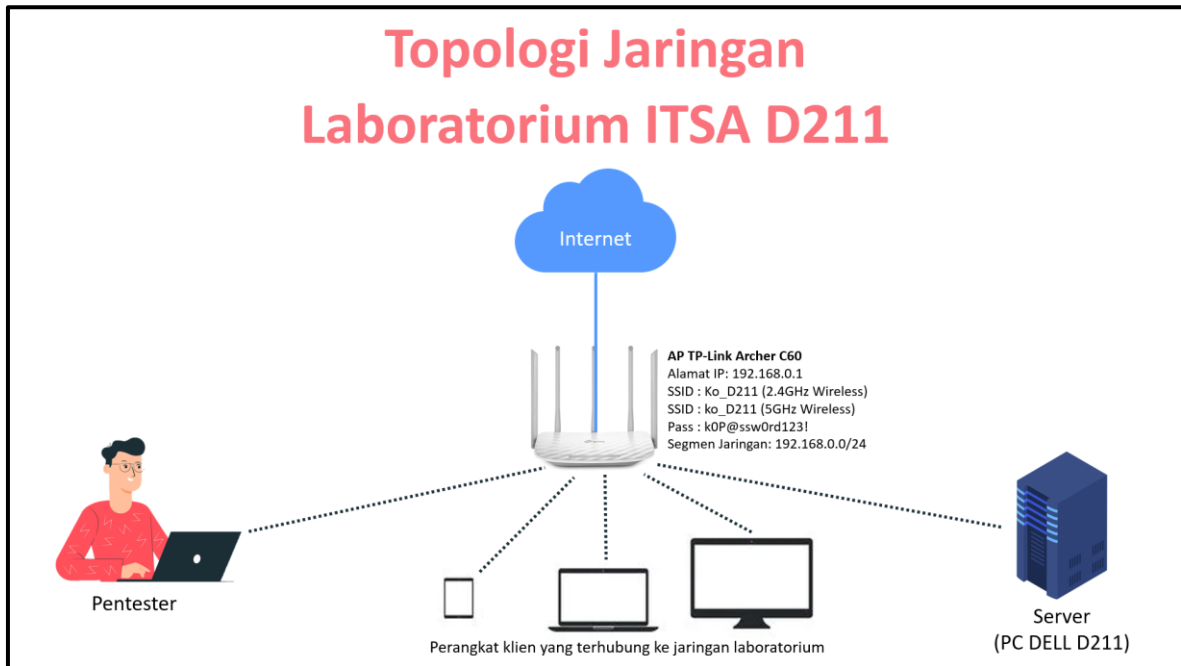 Topologi Jaringan
Laboratorium ITSA D211
Internet
AP TP-Link Archer C60
Alamat IP: 192.168.0.1
SSID : Ko_D211 (2.4GHz Wireless)
SSID : ko_D211 (5GHz Wireless)
Pass : k0P@ssw0rd123!
Segmen Jaringan: 192.168.0.0/24
Pentester
Perangkat klien yang terhubung ke jaringan laboratorium
Server
(PC DELL D211)